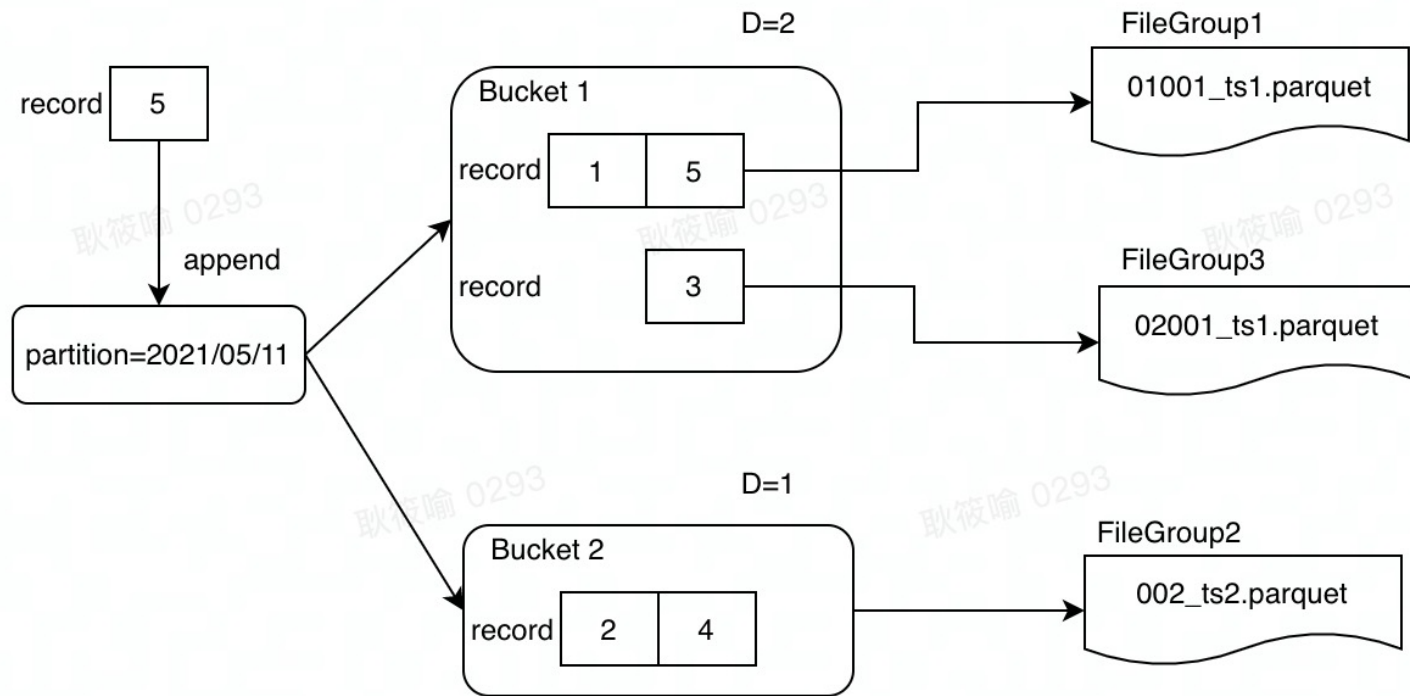 D=2
FileGroup1
record 5
Bucket 1
01001_ts1.parquet
record 1 5
耿筱喻 0293
耿筱喻 0293
耿筱喻 0293
append
FileGroup3
record 3
partition=2021/05/11
02001_ts1.parquet
D=1
耿筱喻 0293
耿筱喻 0293
Bucket 2
FileGroup2
002_ts2.parquet
record 2 4